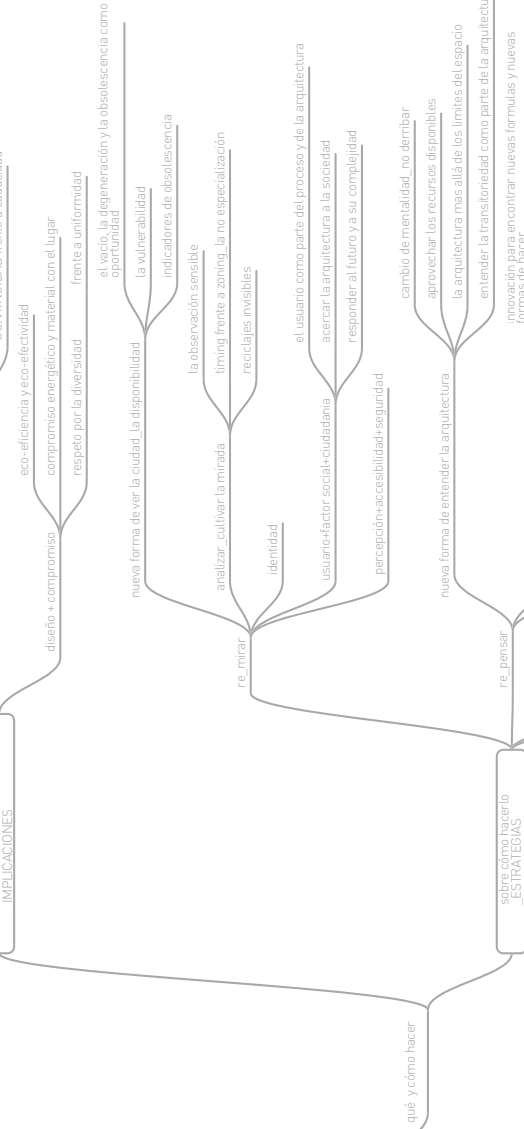 eco-eficiencia y eco-efectividad
compromiso energético y material con el lugar
respeto por la diversidad
frente a uniformidad
diseño + compromiso
IMPLICACIONES
el vacío, la degeneración y la obsolescencia como
oportunidad
la vulnerabilidad
indicadores de obsolescencia
nueva forma de ver la ciudad_la disponibilidad
la observación sensible
timing frente a zoning_la no especialización
reciclajes invisibles
analizar_cultivar la mirada
identidad
el usuario como parte del proceso y de la arquitectura
acercar la arquitectura a la sociedad
responder al futuro y a su complejidad
usuario+factor social+ciudadania
percepción+accesibilidad+seguridad
re_mirar
cambio de mentalidad_no derribar
aprovechar los recursos disponibles
la arquitectura mas allá de los limites del espacio
entender la transitoriedad como parte de la arquitectu
innovación para encontrar nuevas formulas y nuevas
formas de hacer
nueva forma de entender la arquitectura
re_pensar
sobre cómo hacerlo
_ESTRATEGIAS
qué y cómo hacer